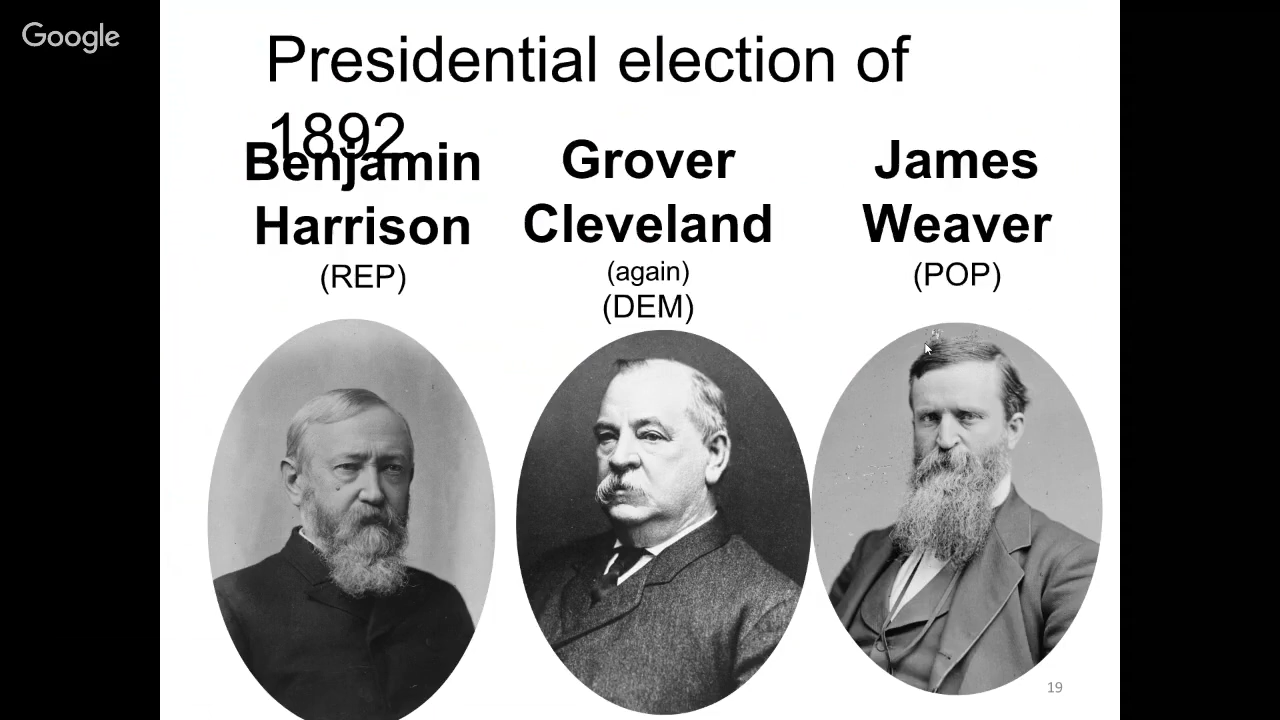 Google
Presidential election of
1892
Benjamin
Harrison
(REP)
Grover
Cleveland
(again)
(DEM)
James
Weaver
(POP)
19